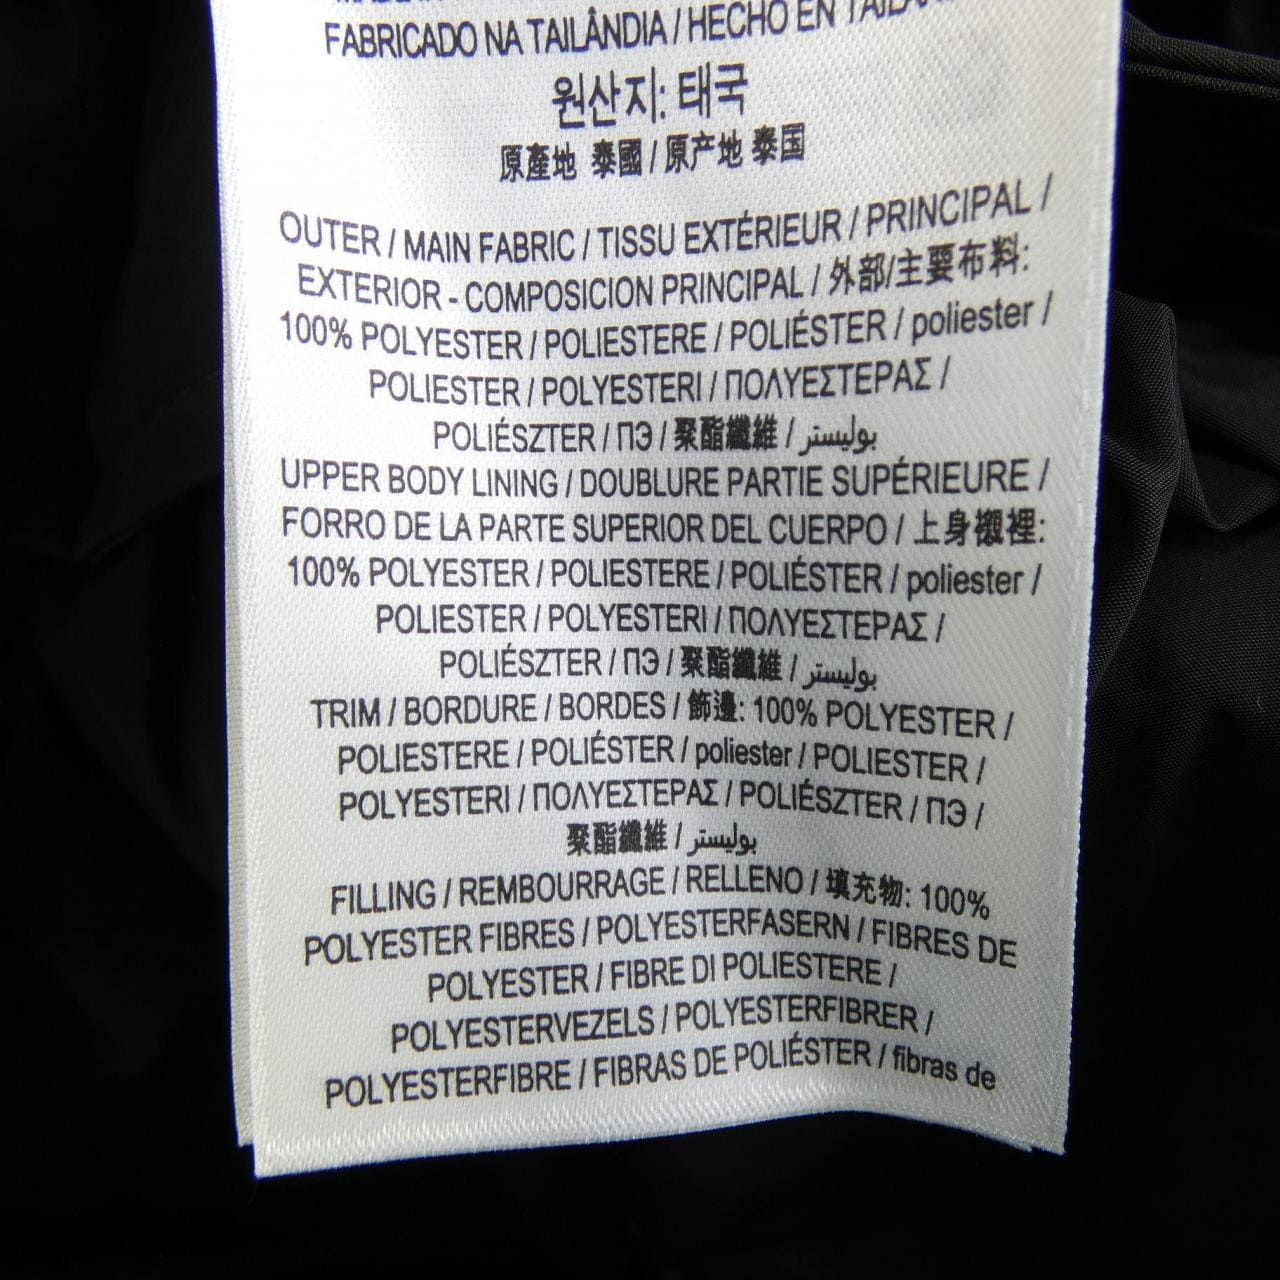 FABRICADO NA TAILÂNDIA / HECHO EN
원산지: 태국
原產地 泰國 / 原产地 泰国
OUTER / MAIN FABRIC / TISSU EXTÉRIEUR / PRINCIPAL /
EXTERIOR - COMPOSICION PRINCIPAL / 外部/主要布料:
100% POLYESTER / POLIESTERE / POLIÉSTER / poliester /
POLIESTER / POLYESTERI / ΠΟΛΥΕΣΤΕΡΑΣ /
POLIÉSZTER / ПЭ / 聚酯纖維 / بوليستر
UPPER BODY LINING / DOUBLURE PARTIE SUPÉRIEURE /
FORRO DE LA PARTE SUPERIOR DEL CUERPO / 上身襯裡:
100% POLYESTER / POLIESTERE / POLIÉSTER / poliester /
POLIESTER / POLYESTERI / ΠΟΛΥΕΣΤΕΡΑΣ /
POLIÉSZTER / ПЭ / 聚酯纖維 / بوليستر
TRIM / BORDURE / BORDES / 飾邊: 100% POLYESTER /
POLIESTERE / POLIÉSTER / poliester / POLIESTER /
POLYESTERI / ΠΟΛΥΕΣΤΕΡΑΣ / POLIÉSZTER / ПЭ /
聚酯纖維 / بوليستر
FILLING / REMBOURRAGE / RELLENO / 填充物: 100%
POLYESTER FIBRES / POLYESTERFASERN / FIBRES DE
POLYESTER / FIBRE DI POLIESTERE /
POLYESTERVEZELS / POLYESTERFIBRER /
POLYESTERFIBRE / FIBRAS DE POLIÉSTER / fibras de